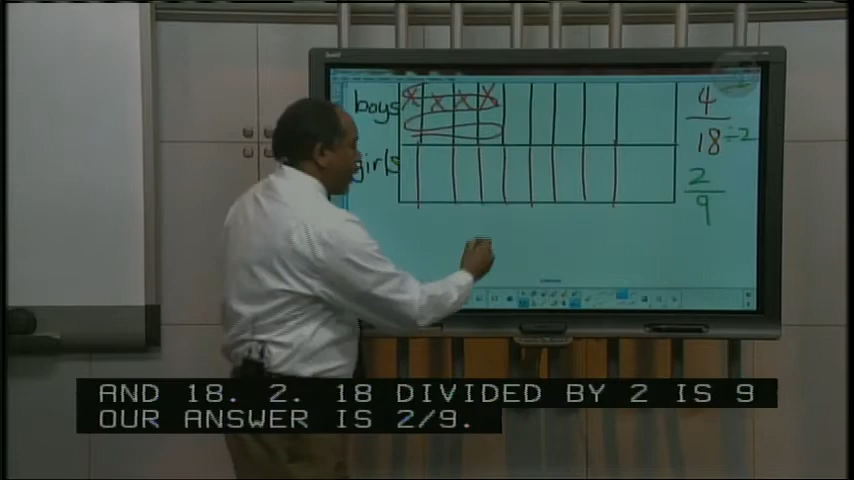 boys
girls
4
18
÷2
2
9
AND 18. 2. 18 DIVIDED BY 2 IS 9
OUR ANSWER IS 2/9.